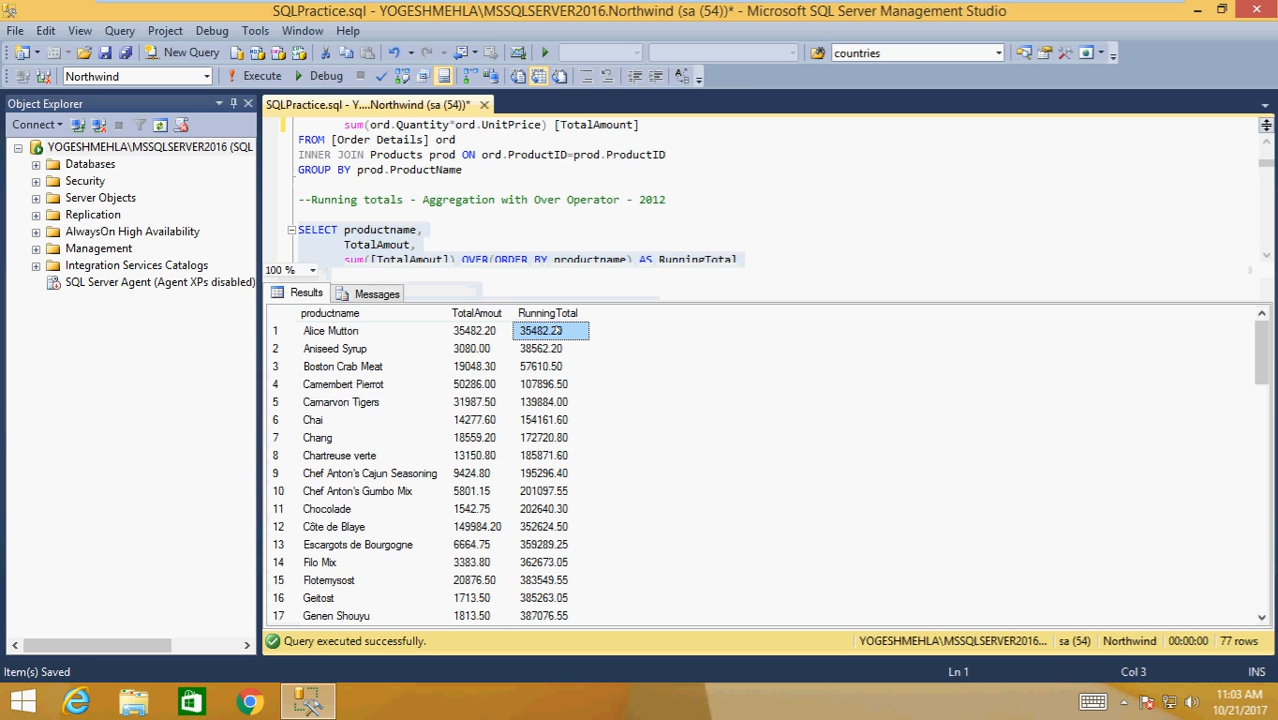 SQLPractice.sql - YOGESHMEHLA\MSSQLSERVER2016.Northwind (sa (54))* - Microsoft SQL Server Management Studio
File Edit View Query Project Debug Tools Window Help
New Query countries
Northwind Execute Debug
Object Explorer
Connect
YOGESHMEHLA\MSSQLSERVER2016 (SQL
Databases
Security
Server Objects
Replication
AlwaysOn High Availability
Management
Integration Services Catalogs
SQL Server Agent (Agent XPs disabled)
SQLPractice.sql - Y....Northwind (sa (54))*
sum(ord.Quantity*ord.UnitPrice) [TotalAmount]
FROM [Order Details] ord
INNER JOIN Products prod ON ord.ProductID=prod.ProductID
GROUP BY prod.ProductName
--Running totals - Aggregation with Over Operator - 2012
SELECT productname,
TotalAmout,
sum([TotalAmout]) OVER(ORDER BY productname) AS RunningTotal
100 %
Results Messages
productname TotalAmout RunningTotal
1 Alice Mutton 35482.20 35482.20
2 Aniseed Syrup 3080.00 38562.20
3 Boston Crab Meat 19048.30 57610.50
4 Camembert Pierrot 50286.00 107896.50
5 Carnarvon Tigers 31987.50 139884.00
6 Chai 14277.60 154161.60
7 Chang 18559.20 172720.80
8 Chartreuse verte 13150.80 185871.60
9 Chef Anton's Cajun Seasoning 9424.80 195296.40
10 Chef Anton's Gumbo Mix 5801.15 201097.55
11 Chocolade 1542.75 202640.30
12 Côte de Blaye 149984.20 352624.50
13 Escargots de Bourgogne 6664.75 359289.25
14 Filo Mix 3383.80 362673.05
15 Flotemysost 20876.50 383549.55
16 Geitost 1713.50 385263.05
17 Genen Shouyu 1813.50 387076.55
Query executed successfully. YOGESHMEHLA\MSSQLSERVER2016... sa (54) Northwind 00:00:00 77 rows
Item(s) Saved Ln 1 Col 3 INS
11:03 AM
10/21/2017